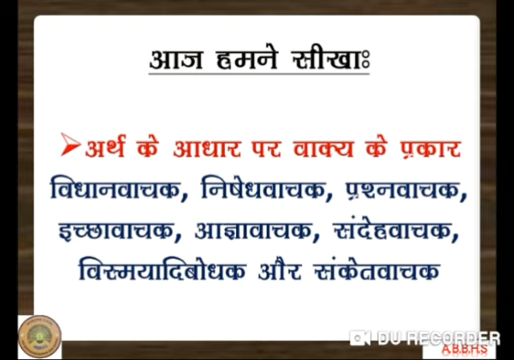 आज हमने सीखाः
➤अर्थ के आधार पर वाक्य के प्रकार
विधानवाचक, निषेधवाचक, प्रश्नवाचक,
इच्छावाचक, आज्ञावाचक, संदेहवाचक,
विस्मयादिबोधक और संकेतवाचक
DU RECORDER
A.B.B.H.S